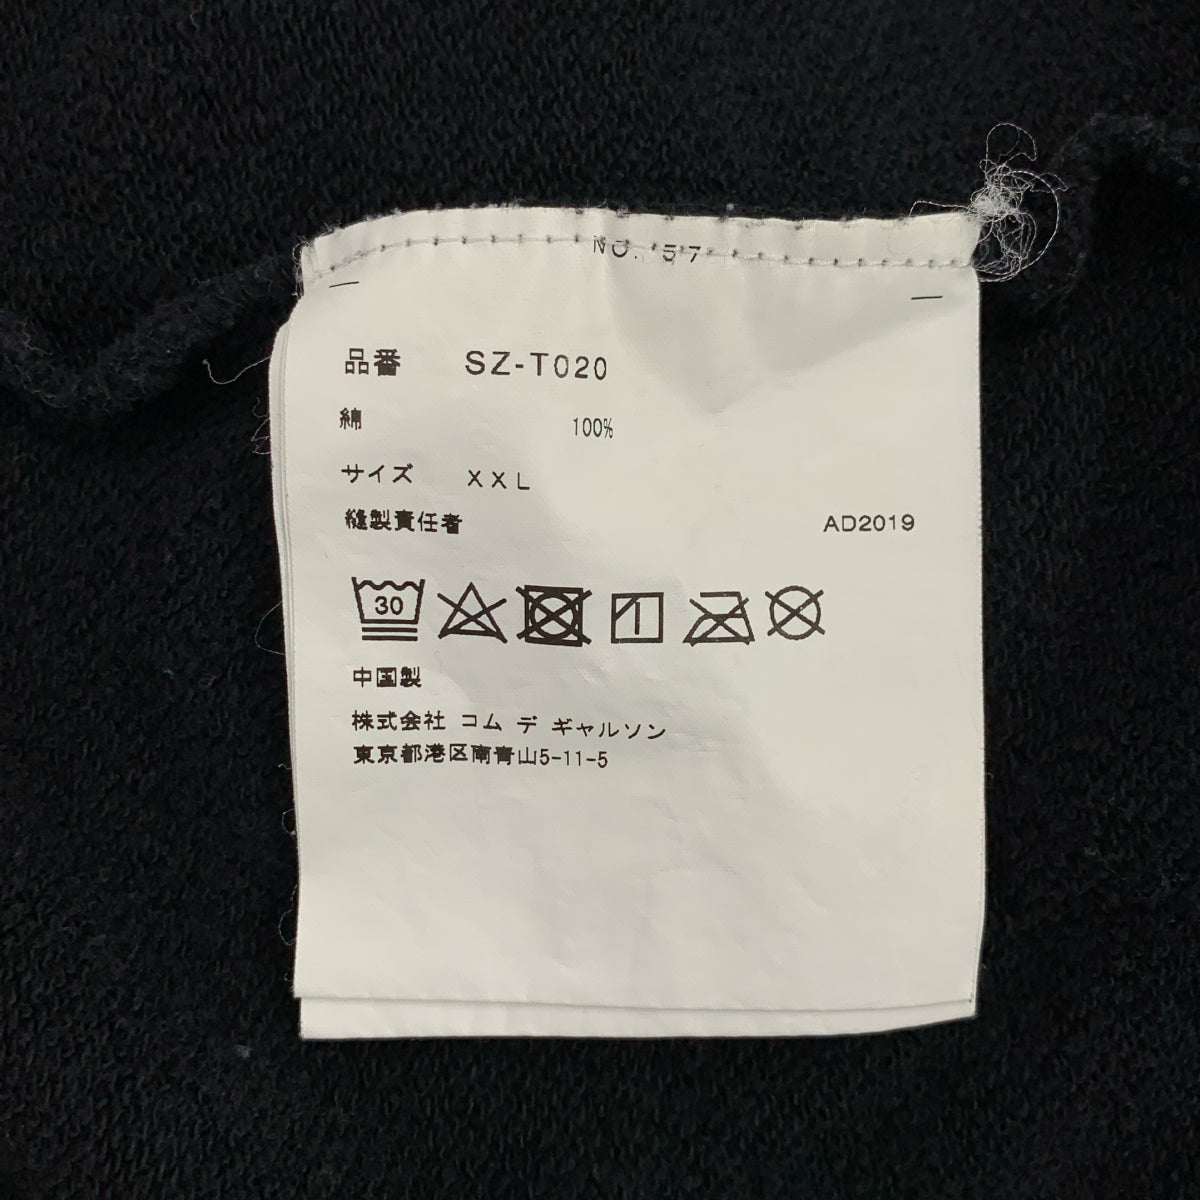 NO. 57
品番 SZ-T020
綿 100%
サイズ XXL
縫製責任者 AD2019
30
中国製
株式会社 コム デ ギャルソン
東京都港区南青山5-11-5